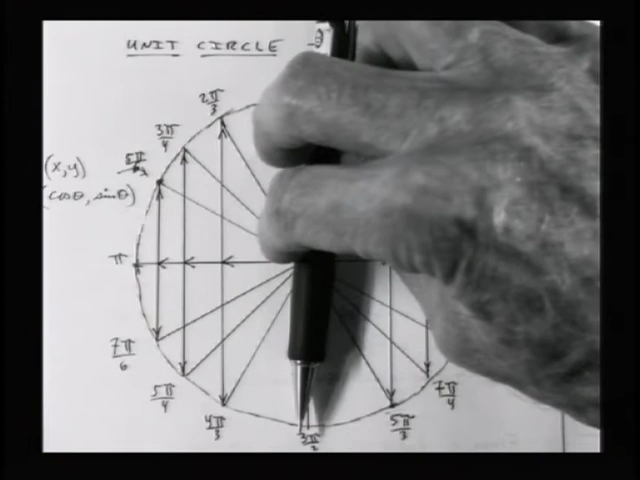 UNIT CIRCLE
2π/3
3π/4
5π/6
(x,y)
(cosθ, sinθ)
π
7π/6
5π/4
4π/3
3π/2
5π/3
7π/4